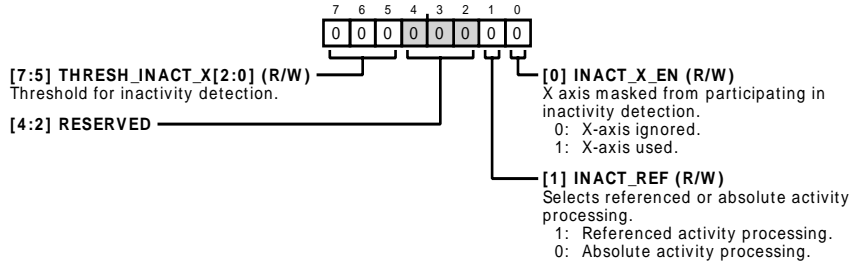 7 6 5 4 3 2 1 0
0 0 0 0 0 0 0 0
[7:5] THRESH_INACT_X[2:0] (R/W)
Threshold for inactivity detection.
[4:2] RESERVED
[0] INACT_X_EN (R/W)
X axis masked from participating in
inactivity detection.
0: X-axis ignored.
1: X-axis used.
[1] INACT_REF (R/W)
Selects referenced or absolute activity
processing.
1: Referenced activity processing.
0: Absolute activity processing.